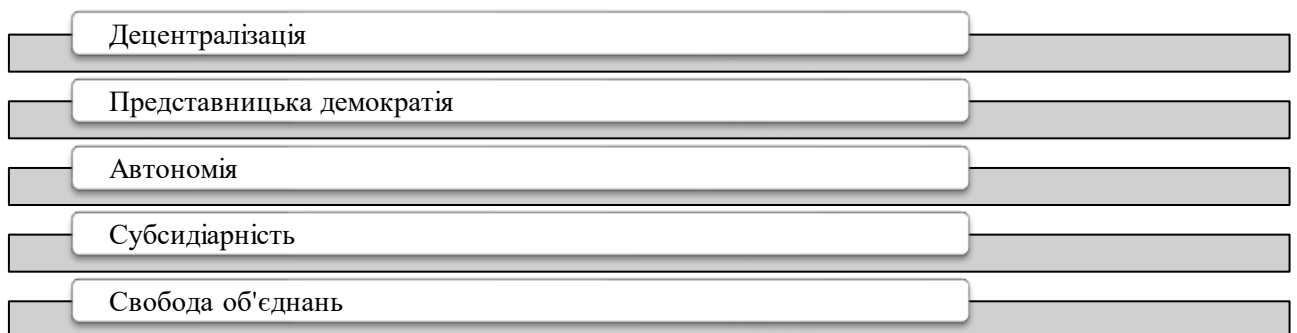 Децентралізація
Представницька демократія
Автономія
Субсидіарність
Свобода об'єднань